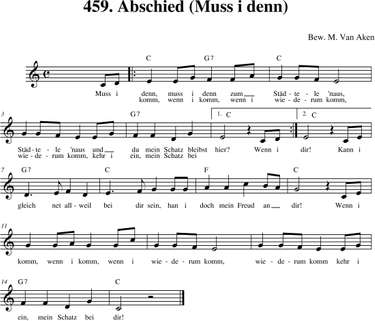 459. Abschied (Muss i denn)
Bew. M. Van Aken
C G7 C
Muss i denn, muss i denn zum Städ - te - le 'naus,
komm, wenn i komm, wenn i wie - de - rum komm,
3 G7 1. C 2. C
Städ - te - le 'naus und du mein Schatz bleibst hier? Wenn i dir! Kann i
wie - de - rum komm, kehr i ein, mein Schatz bei
7 G7 C F C
gleich net all - weil bei dir sein, han i doch mein Freud an dir! Wenn i
11
komm, wenn i komm, wenn i wie - de - rum komm, wie - de - rum komm kehr i
14 G7 C
ein, mein Schatz bei dir!